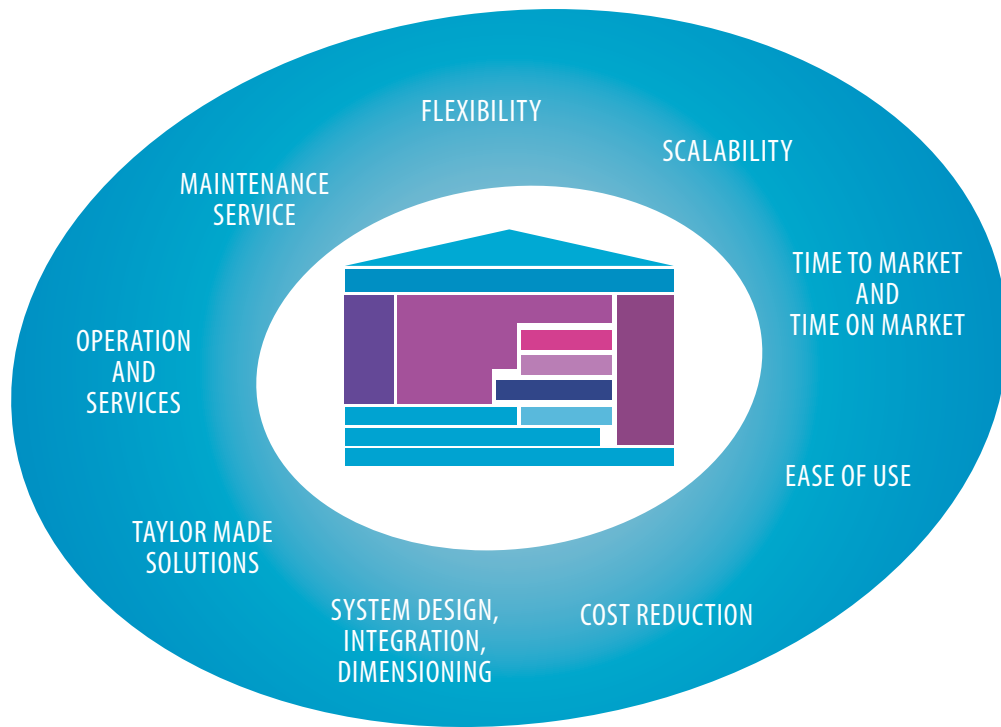 FLEXIBILITY
SCALABILITY
TIME TO MARKET
AND
TIME ON MARKET
EASE OF USE
COST REDUCTION
SYSTEM DESIGN,
INTEGRATION,
DIMENSIONING
TAYLOR MADE
SOLUTIONS
OPERATION
AND
SERVICES
MAINTENANCE
SERVICE